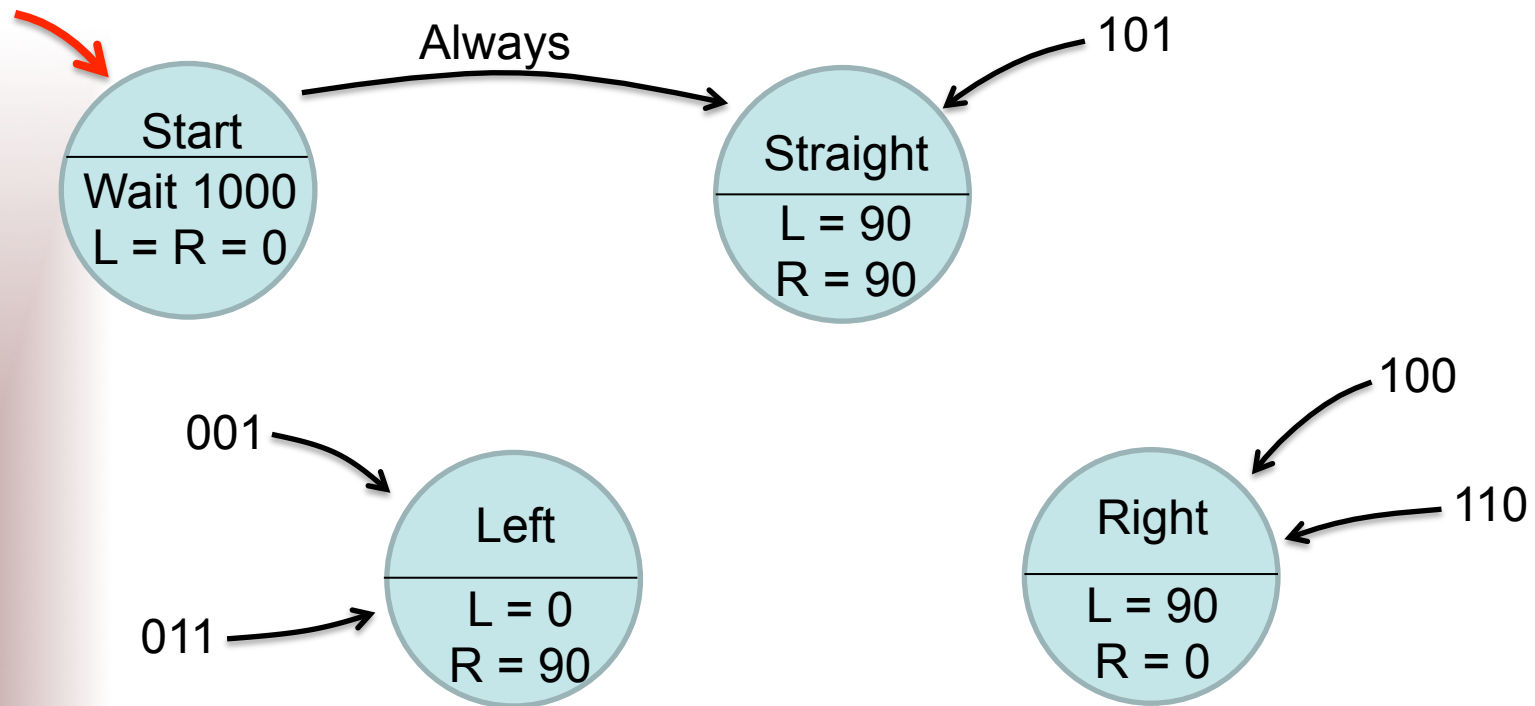 Always
101
Start
Wait 1000
L = R = 0
Straight
L = 90
R = 90
100
001
110
Left
L = 0
R = 90
Right
L = 90
R = 0
011